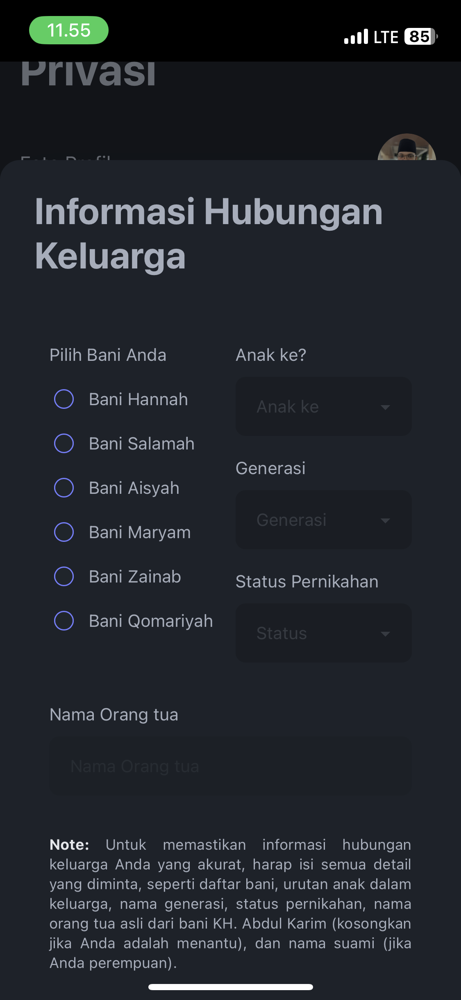 11.55
LTE 85
Privasi
Foto Profil
Informasi Hubungan
Keluarga
Pilih Bani Anda
Bani Hannah
Bani Salamah
Bani Aisyah
Bani Maryam
Bani Zainab
Bani Qomariyah
Anak ke?
Anak ke
Generasi
Generasi
Status Pernikahan
Status
Nama Orang tua
Nama Orang tua
Note: Untuk memastikan informasi hubungan
keluarga Anda yang akurat, harap isi semua detail
yang diminta, seperti daftar bani, urutan anak dalam
keluarga, nama generasi, status pernikahan, nama
orang tua asli dari bani KH. Abdul Karim (kosongkan
jika Anda adalah menantu), dan nama suami (jika
Anda perempuan).